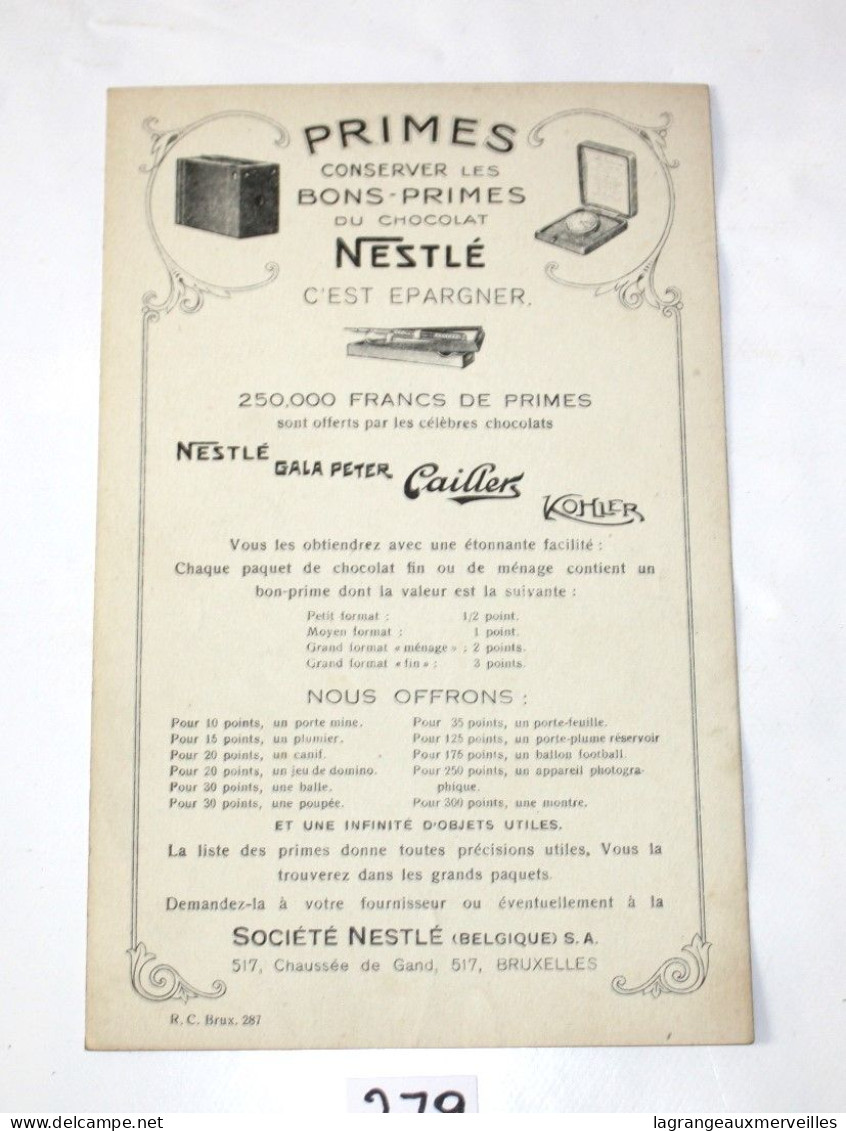 PRIMES
CONSERVER LES
BONS-PRIMES
DU CHOCOLAT
NESTLÉ
C'EST EPARGNER.
250,000 FRANCS DE PRIMES
sont offerts par les célèbres chocolats
NESTLÉ
GALA PETER
Cailler
KOHLER
Vous les obtiendrez avec une étonnante facilité :
Chaque paquet de chocolat fin ou de ménage contient un
bon-prime dont la valeur est la suivante :
Petit format : 1/2 point.
Moyen format : 1 point.
Grand format « ménage » : 2 points.
Grand format « fin » : 3 points.
NOUS OFFRONS :
Pour 10 points, un porte mine.
Pour 15 points, un plumier.
Pour 20 points, un canif.
Pour 20 points, un jeu de domino.
Pour 30 points, une balle.
Pour 30 points, une poupée.
Pour 35 points, un porte-feuille.
Pour 125 points, un porte-plume réservoir
Pour 175 points, un ballon football.
Pour 250 points, un appareil photogra-
phique.
Pour 300 points, une montre.
ET UNE INFINITÉ D'OBJETS UTILES.
La liste des primes donne toutes précisions utiles. Vous la
trouverez dans les grands paquets.
Demandez-la à votre fournisseur ou éventuellement à la
SOCIÉTÉ NESTLÉ (BELGIQUE) S. A.
517, Chaussée de Gand, 517, BRUXELLES
R. C. Brux. 287
279
lagrangeauxmerveilles
delcampe.net